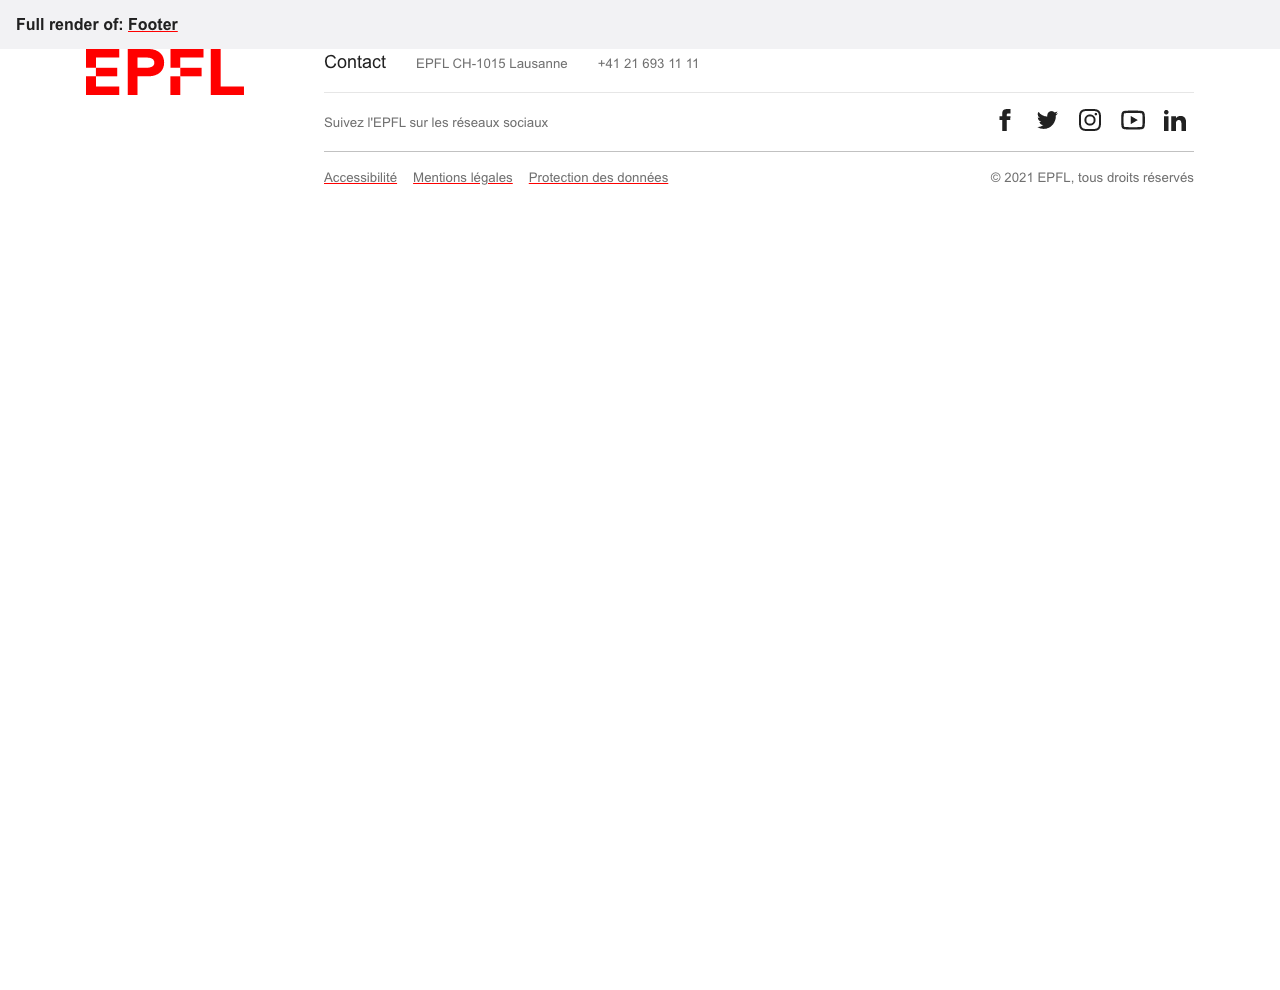 Full render of: Footer
EPFL
Contact EPFL CH-1015 Lausanne +41 21 693 11 11
Suivez l'EPFL sur les réseaux sociaux
Accessibilité Mentions légales Protection des données © 2021 EPFL, tous droits réservés